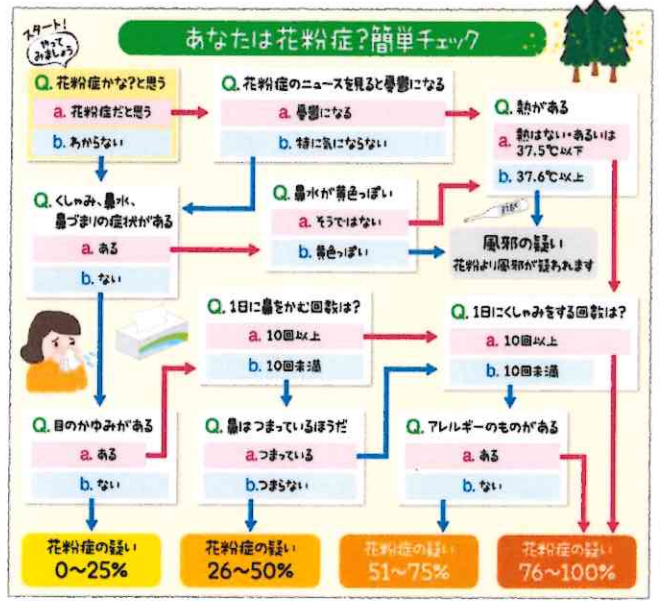 スタート!
やって
みましょう
あなたは花粉症?簡単チェック
Q. 花粉症かな?と思う
a. 花粉症だと思う
b. わからない
Q. 花粉症のニュースを見ると憂鬱になる
a. 憂鬱になる
b. 特に気にならない
Q. 熱がある
a. 熱はない・あるいは
37.5℃以下
b. 37.6℃以上
Q. くしゃみ、鼻水、
鼻づまりの症状がある
a. ある
b. ない
Q. 鼻水が黄色っぽい
a. そうではない
b. 黄色っぽい
風邪の疑い
花粉より風邪が疑われます
Q. 1日に鼻をかむ回数は?
a. 10回以上
b. 10回未満
Q. 1日にくしゃみをする回数は?
a. 10回以上
b. 10回未満
Q. 目のかゆみがある
a. ある
b. ない
Q. 鼻はつまっているほうだ
a. つまっている
b. つまらない
Q. アレルギーのものがある
a. ある
b. ない
花粉症の疑い
0〜25%
花粉症の疑い
26〜50%
花粉症の疑い
51〜75%
花粉症の疑い
76〜100%